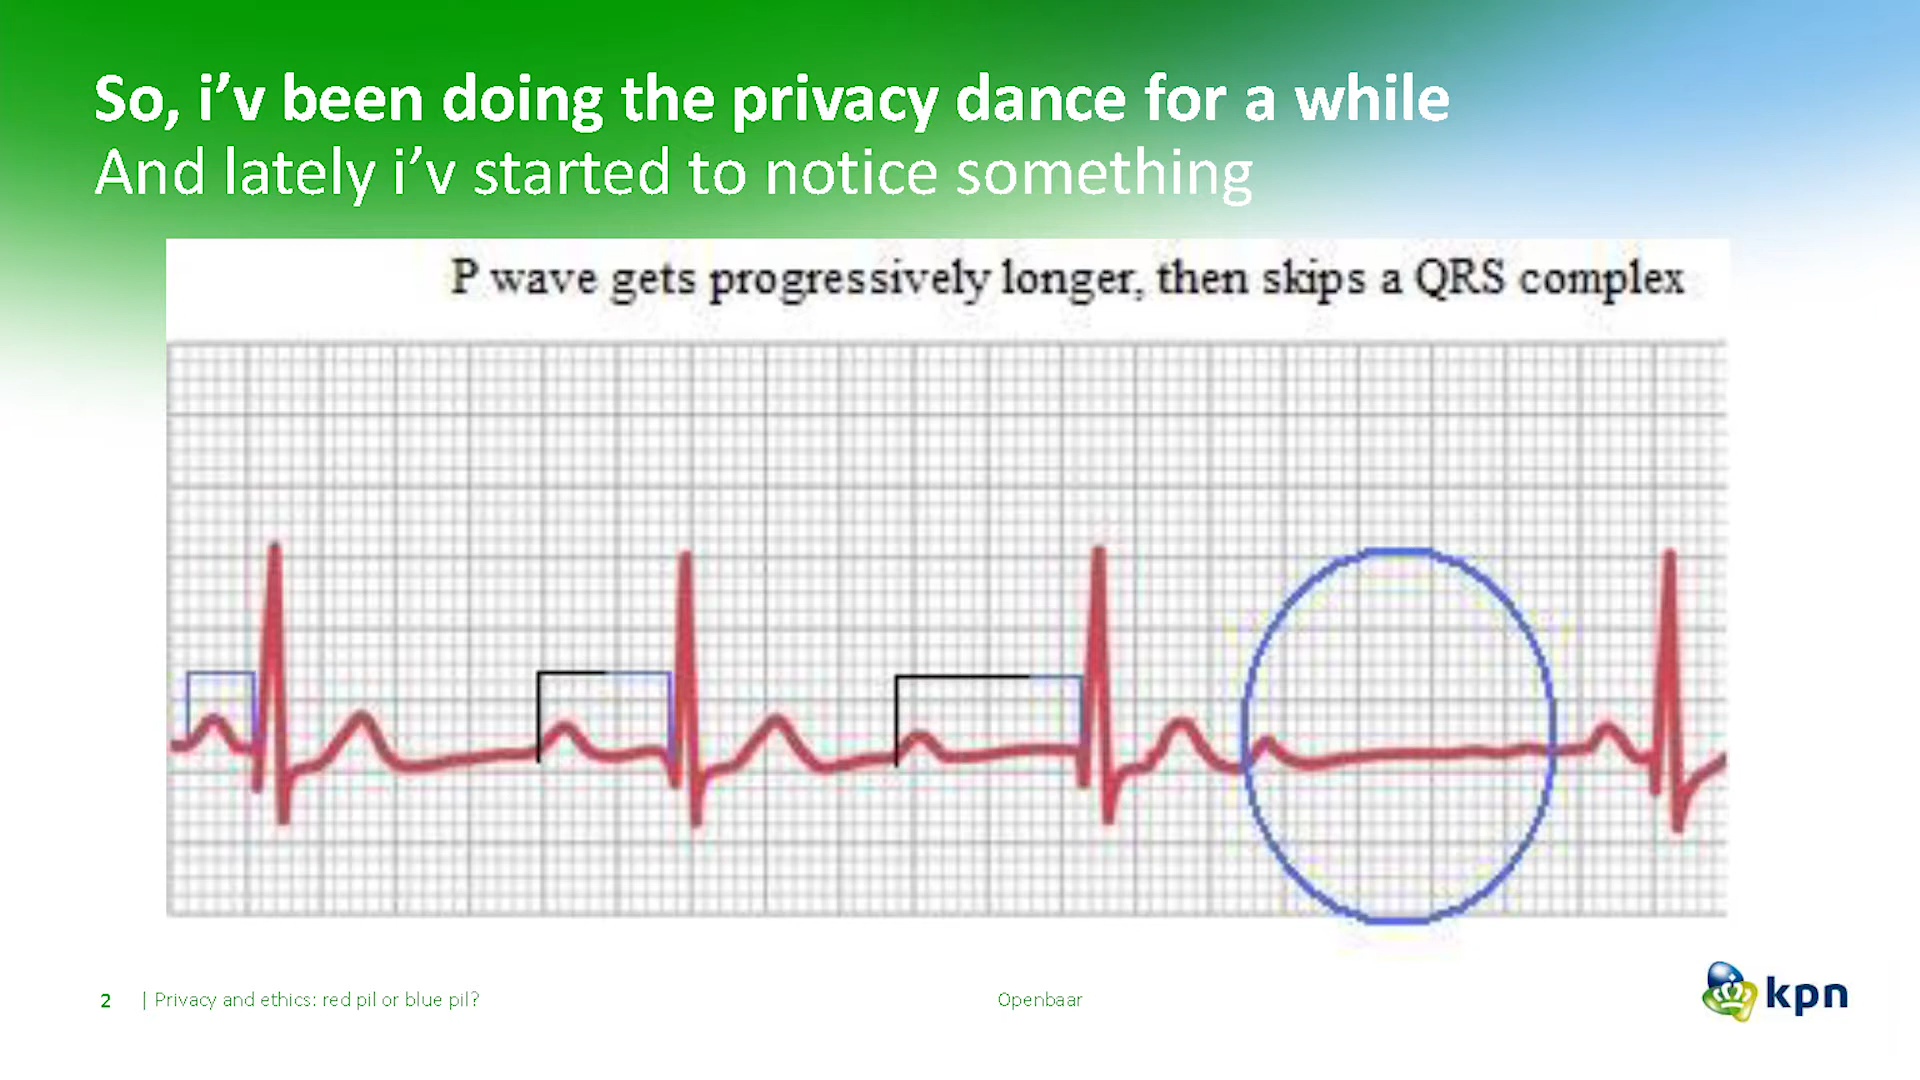 So, i’v been doing the privacy dance for a while
And lately i’v started to notice something
P wave gets progressively longer, then skips a QRS complex
2 | Privacy and ethics: red pil or blue pil?
Openbaar
kpn